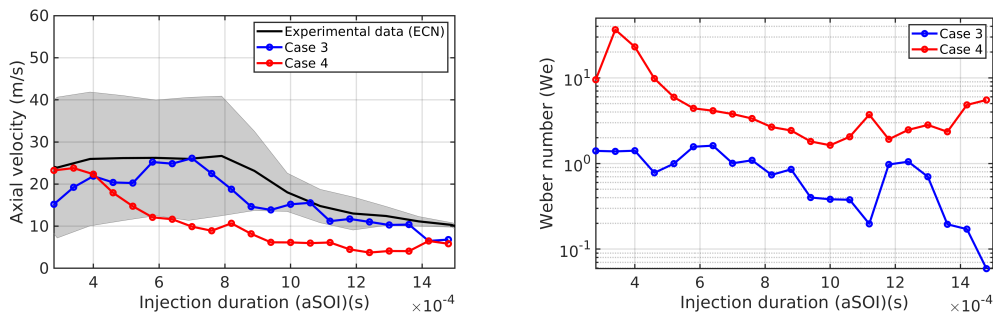 60
50
40
30
20
10
0
Axial velocity (m/s)
Experimental data (ECN)
Case 3
Case 4
4 6 8 10 12 14
Injection duration (aSOI)(s)
×10⁻⁴
10¹
10⁰
10⁻¹
Weber number (We)
Case 3
Case 4
4 6 8 10 12 14
Injection duration (aSOI)(s)
×10⁻⁴